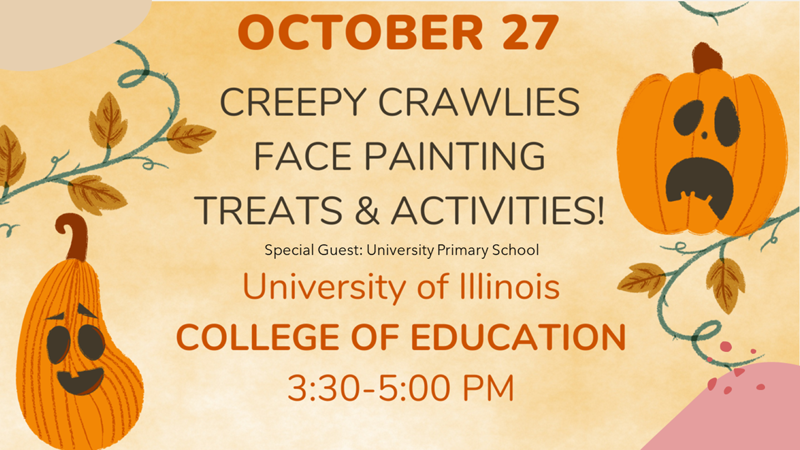 OCTOBER 27
CREEPY CRAWLIES
FACE PAINTING
TREATS & ACTIVITIES!
Special Guest: University Primary School
University of Illinois
COLLEGE OF EDUCATION
3:30-5:00 PM